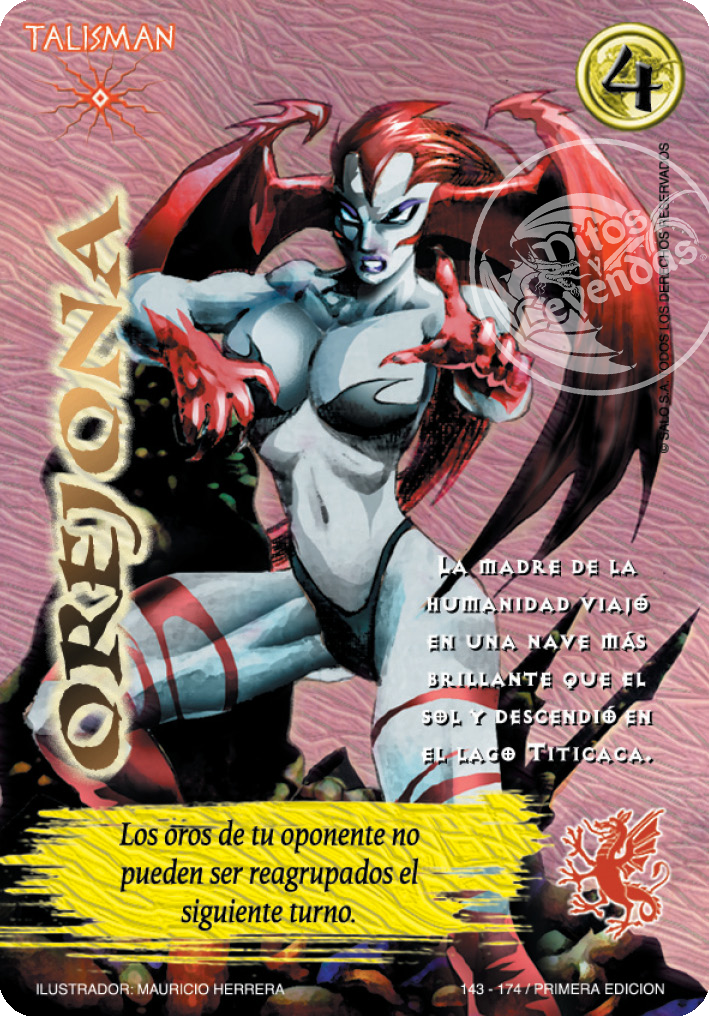 TALISMAN
4
Mitos
y
Leyendas
© SALO S.A. TODOS LOS DERECHOS RESERVADOS
OREJONA
LA MADRE DE LA
HUMANIDAD VIAJÓ
EN UNA NAVE MÁS
BRILLANTE QUE EL
SOL Y DESCENDIÓ EN
EL LAGO TITICACA.
Los oros de tu oponente no
pueden ser reagrupados el
siguiente turno.
ILUSTRADOR: MAURICIO HERRERA
143 - 174 / PRIMERA EDICION